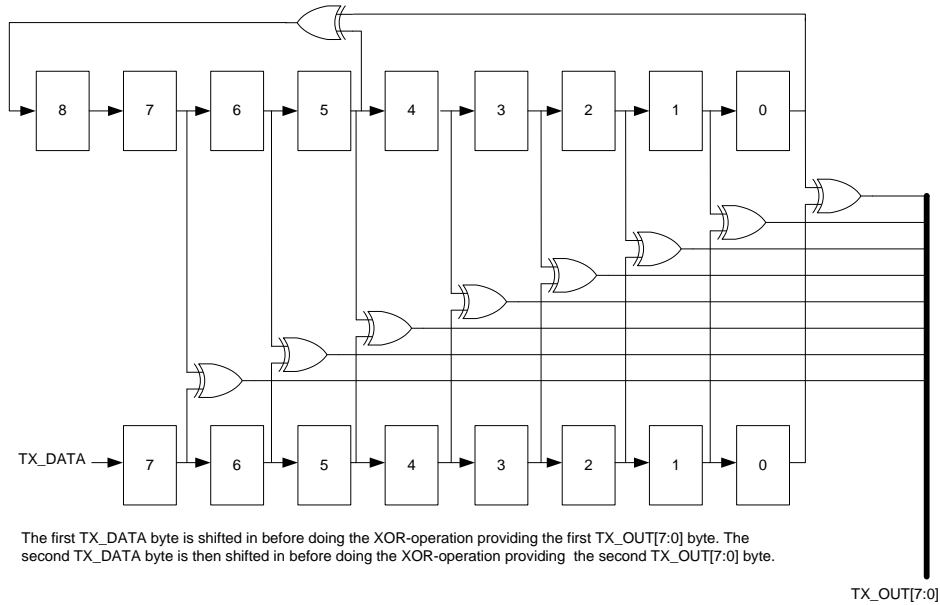 8 7 6 5 4 3 2 1 0
TX_DATA 7 6 5 4 3 2 1 0
The first TX_DATA byte is shifted in before doing the XOR-operation providing the first TX_OUT[7:0] byte. The
second TX_DATA byte is then shifted in before doing the XOR-operation providing the second TX_OUT[7:0] byte.
TX_OUT[7:0]